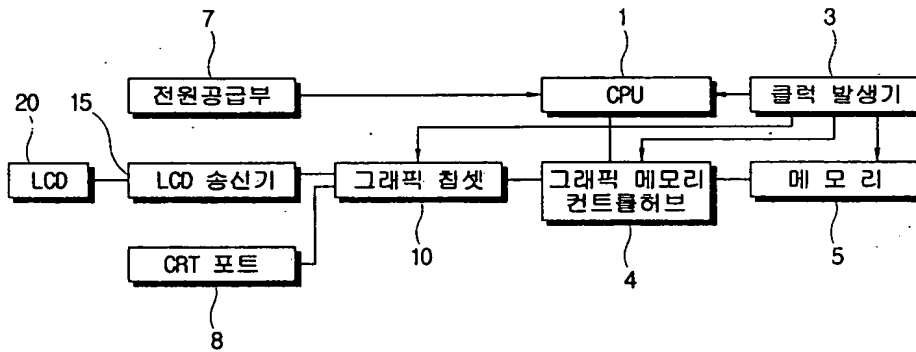 7
1
3
전원공급부
CPU
클럭 발생기
20
15
LCD
LCD 송신기
그래픽 칩셋
그래픽 메모리
컨트롤허브
메 모 리
10
4
5
CRT 포트
8